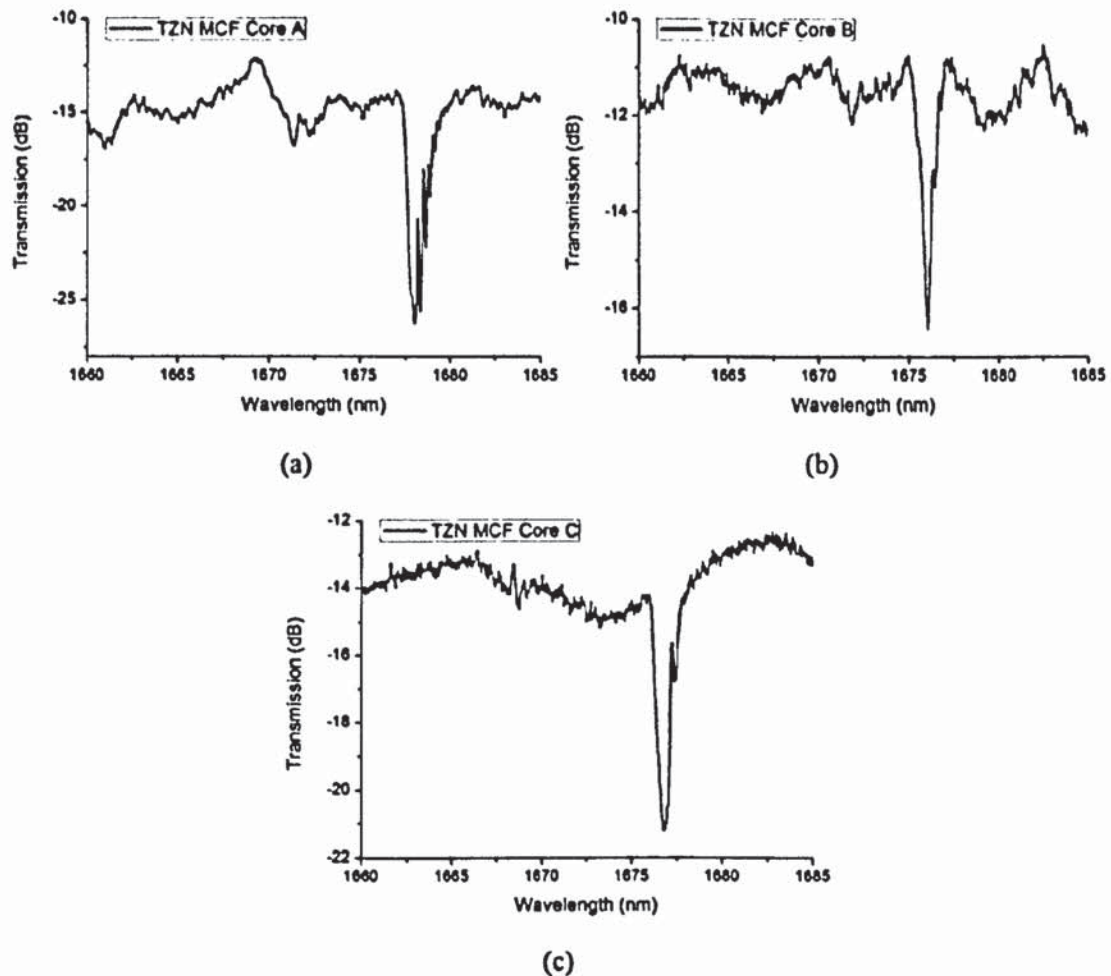 TZN MCF Core A
-10
-15
-20
-25
Transmission (dB)
1660 1665 1670 1675 1680 1685
Wavelength (nm)
(a)
TZN MCF Core B
-10
-12
-14
-16
Transmission (dB)
1660 1665 1670 1675 1680 1685
Wavelength (nm)
(b)
TZN MCF Core C
-12
-14
-16
-18
-20
-22
Transmission (dB)
1660 1665 1670 1675 1680 1685
Wavelength (nm)
(c)